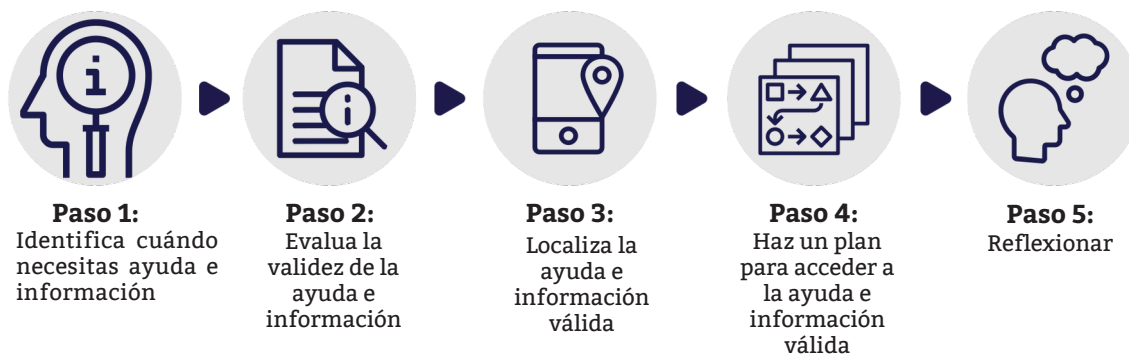 Paso 1:
Identifica cuándo
necesitas ayuda e
información
Paso 2:
Evalua la
validez de la
ayuda e
información
Paso 3:
Localiza la
ayuda e
información
válida
Paso 4:
Haz un plan
para acceder a
la ayuda e
información
válida
Paso 5:
Reflexionar